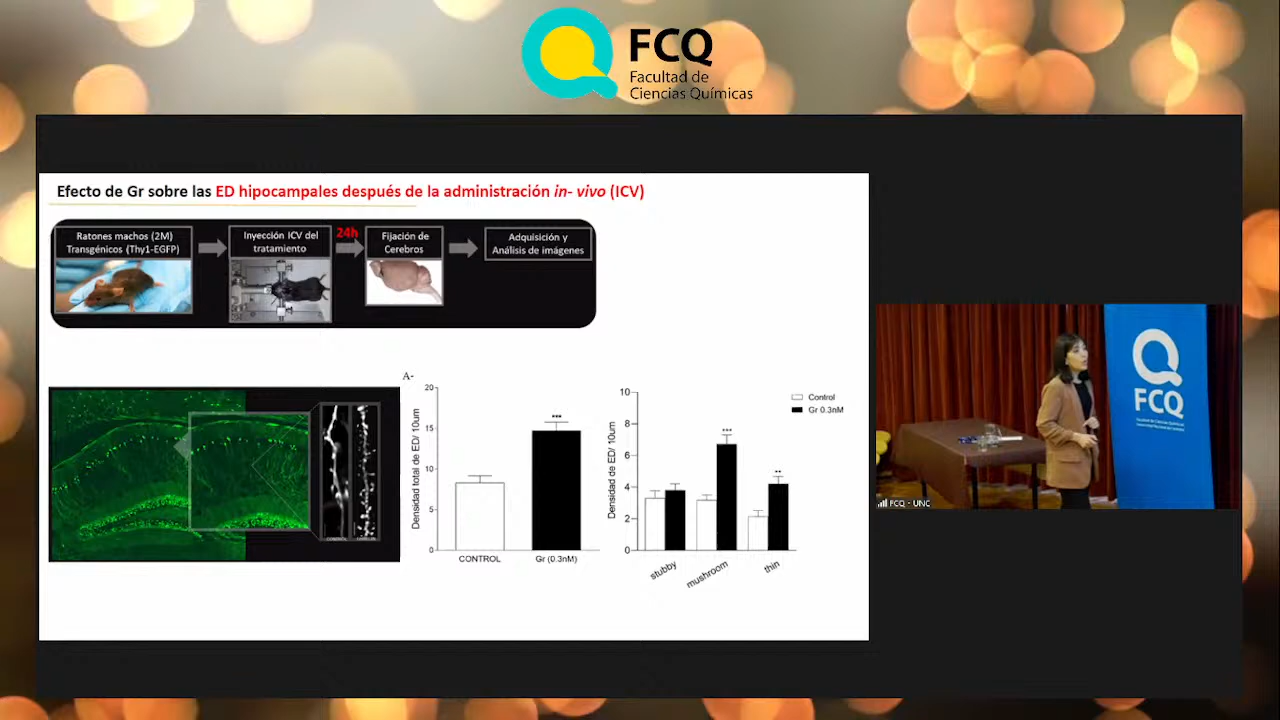 FCQ
Facultad de
Ciencias Químicas
Efecto de Gr sobre las ED hipocampales después de la administración in- vivo (ICV)
Ratones machos (2M)
Transgénicos (Thy1-EGFP)
Inyección ICV del
tratamiento
24h
Fijación de
Cerebros
Adquisición y
Análisis de imágenes
A-
Densidad total de ED/ 10um
20
15
10
5
0
***
CONTROL
Gr (0.3nM)
Densidad de ED/ 10um
10
8
6
4
2
0
***
**
stubby
mushroom
thin
Control
Gr 0.3nM
FCQ
FCQ - UNC